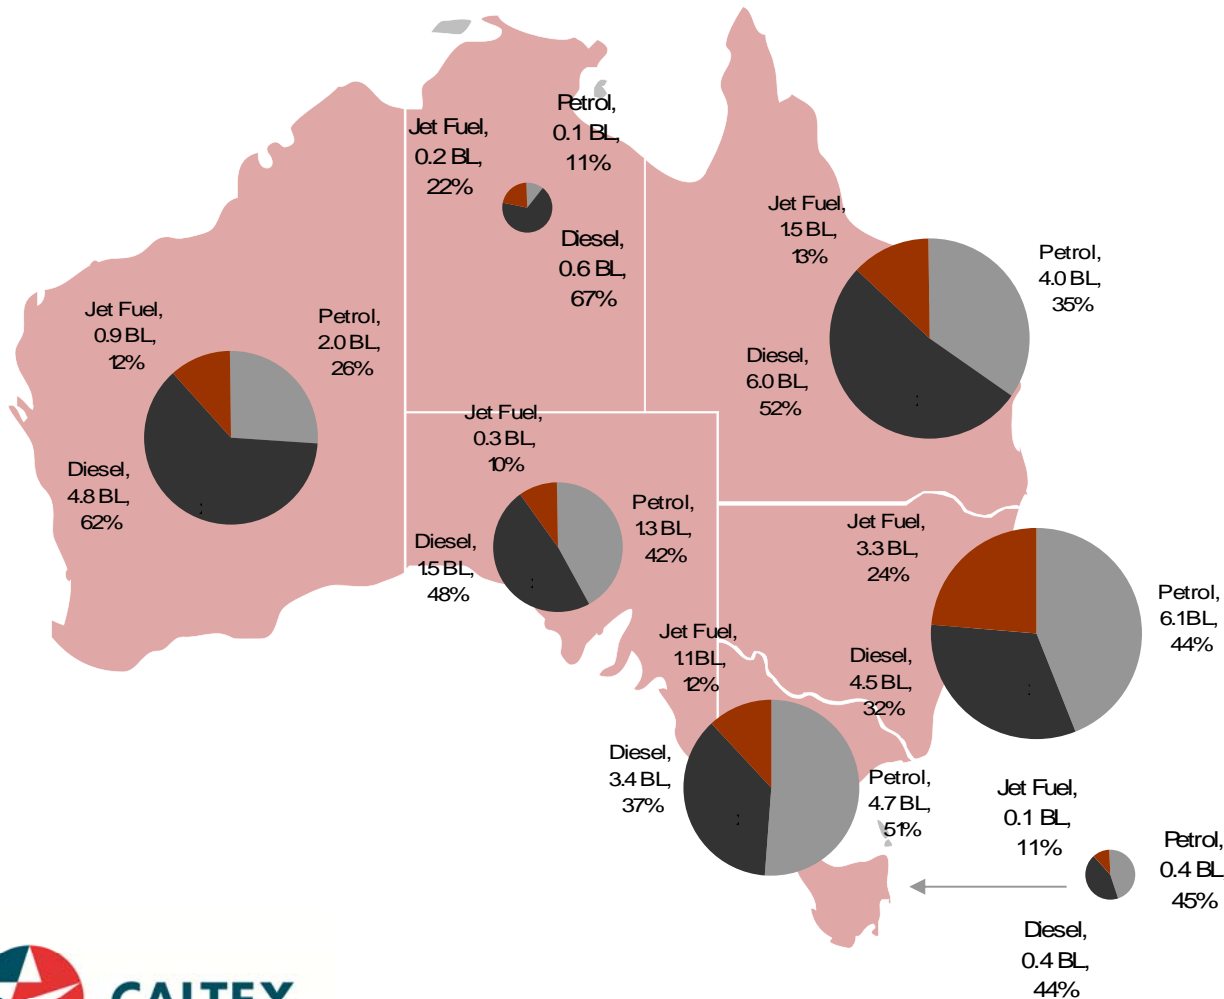 Petrol,
0.1 BL,
11%
Jet Fuel,
0.2 BL,
22%
Diesel,
0.6 BL,
67%
Jet Fuel,
1.5 BL,
13%
Petrol,
4.0 BL,
35%
Diesel,
6.0 BL,
52%
Jet Fuel,
0.9 BL,
12%
Petrol,
2.0 BL,
26%
Diesel,
4.8 BL,
62%
Jet Fuel,
0.3 BL,
10%
Petrol,
1.3 BL,
42%
Diesel,
1.5 BL,
48%
Jet Fuel,
3.3 BL,
24%
Petrol,
6.1 BL,
44%
Diesel,
4.5 BL,
32%
Jet Fuel,
1.1 BL,
12%
Diesel,
3.4 BL,
37%
Petrol,
4.7 BL,
51%
Jet Fuel,
0.1 BL,
11%
Petrol,
0.4 BL
45%
Diesel,
0.4 BL,
44%
CALTEX